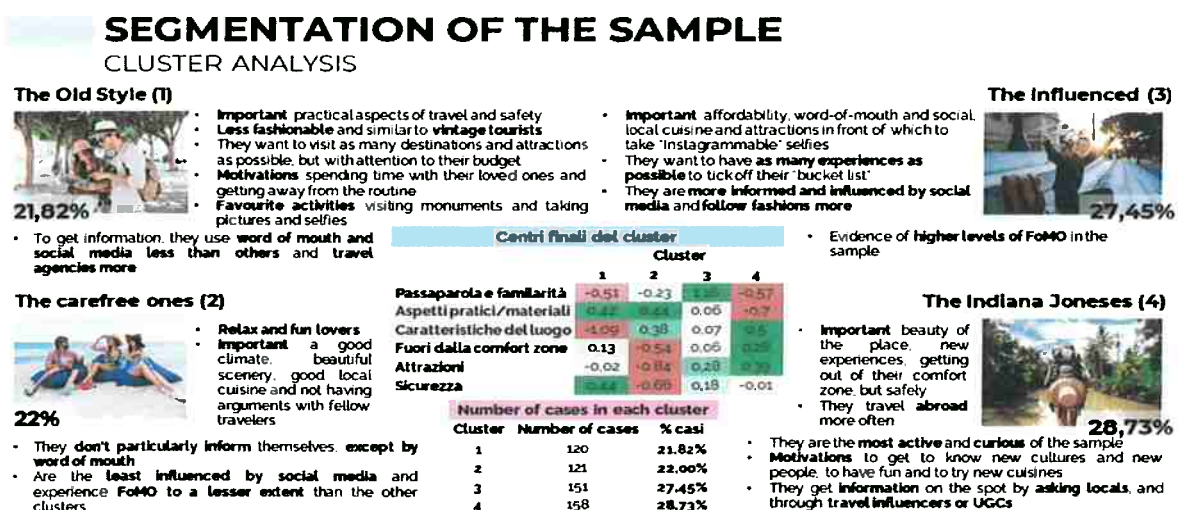 SEGMENTATION OF THE SAMPLE
CLUSTER ANALYSIS
The Old Style (1)
21,82%
• Important practical aspects of travel and safety
• Less fashionable and similar to vintage tourists
• They want to visit as many destinations and attractions
as possible, but with attention to their budget
• Motivations spending time with their loved ones and
getting away from the routine
• Favourite activities visiting monuments and taking
pictures and selfies
• To get information, they use word of mouth and
social media less than others and travel
agencies more
The Influenced (3)
• Important affordability, word-of-mouth and social,
local cuisine and attractions in front of which to
take "Instagrammable" selfies
• They want to have as many experiences as
possible to tick off their "bucket list"
• They are more informed and influenced by social
media and follow fashions more
27,45%
• Evidence of higher levels of FoMO in the
sample
Centri finali del cluster
Cluster
1 2 3 4
Passaparola e familiarità -0,51 -0,23 -0,57
Aspetti pratici/materiali 0,06 -0,7
Caratteristiche del luogo -1,09 0,38 0,07
Fuori dalla comfort zone 0,13 -0,54 0,06
Attrazioni -0,02 -0,84 0,28
Sicurezza 0,44 -0,66 0,18 -0,01
Number of cases in each cluster
Cluster Number of cases % casi
1 120 21.82%
2 121 22,00%
3 151 27.45%
4 158 28,73%
The carefree ones (2)
22%
• Relax and fun lovers
• Important a good
climate, beautiful
scenery, good local
cuisine and not having
arguments with fellow
travelers
• They don't particularly inform themselves, except by
word of mouth
• Are the least influenced by social media and
experience FoMO to a lesser extent than the other
clusters
The Indiana Joneses (4)
• Important beauty of
the place, new
experiences, getting
out of their comfort
zone, but safely
• They travel abroad
more often
28,73%
• They are the most active and curious of the sample
• Motivations to get to know new cultures and new
people, to have fun and to try new cuisines
• They get information on the spot by asking locals, and
through travel influencers or UGCs